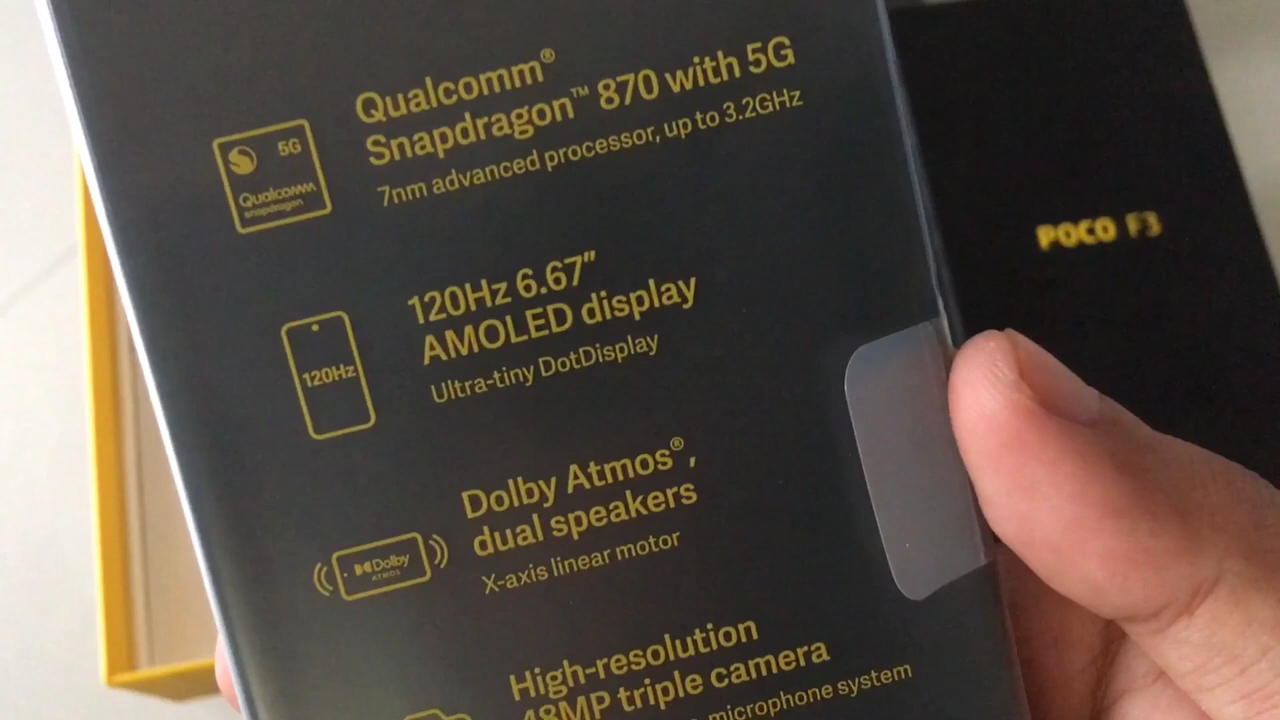 Qualcomm®
Snapdragon™ 870 with 5G
7nm advanced processor, up to 3.2GHz
5G
Qualcomm
snapdragon
120Hz 6.67”
AMOLED display
Ultra-tiny DotDisplay
120Hz
Dolby Atmos®,
dual speakers
X-axis linear motor
Dolby
ATMOS
High-resolution
48MP triple camera
microphone system
POCO F3